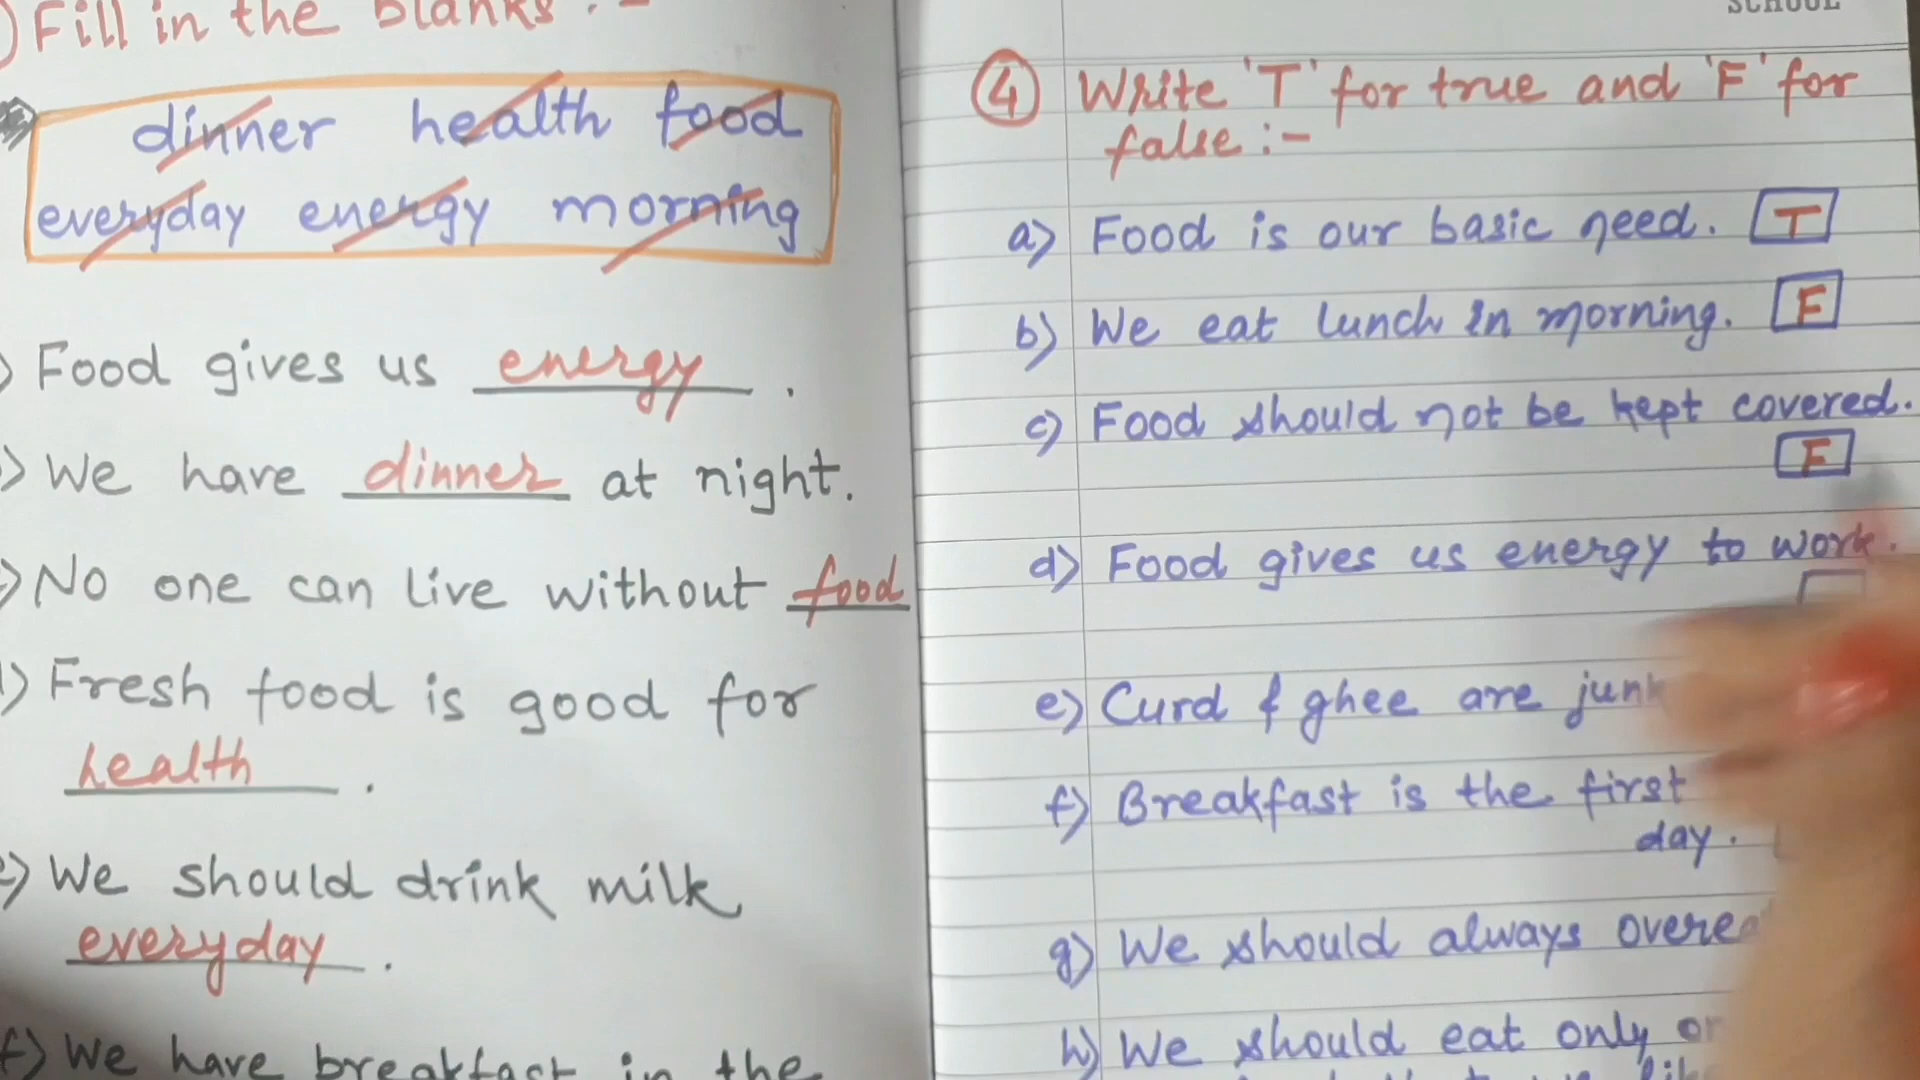 Fill in the blanks :-
dinner health food
everyday energy morning
Food gives us energy.
We have dinner at night.
No one can live without food
Fresh food is good for
health.
We should drink milk
everyday.
f) We have breakfast in the
SCHOOL
4 Write 'T' for true and 'F' for
false :-
a) Food is our basic need. T
b) We eat lunch in morning. F
c) Food should not be kept covered.
F
d) Food gives us energy to work.
e) Curd & ghee are
f) Breakfast is the first
day.
g) We should always
h) We should eat only